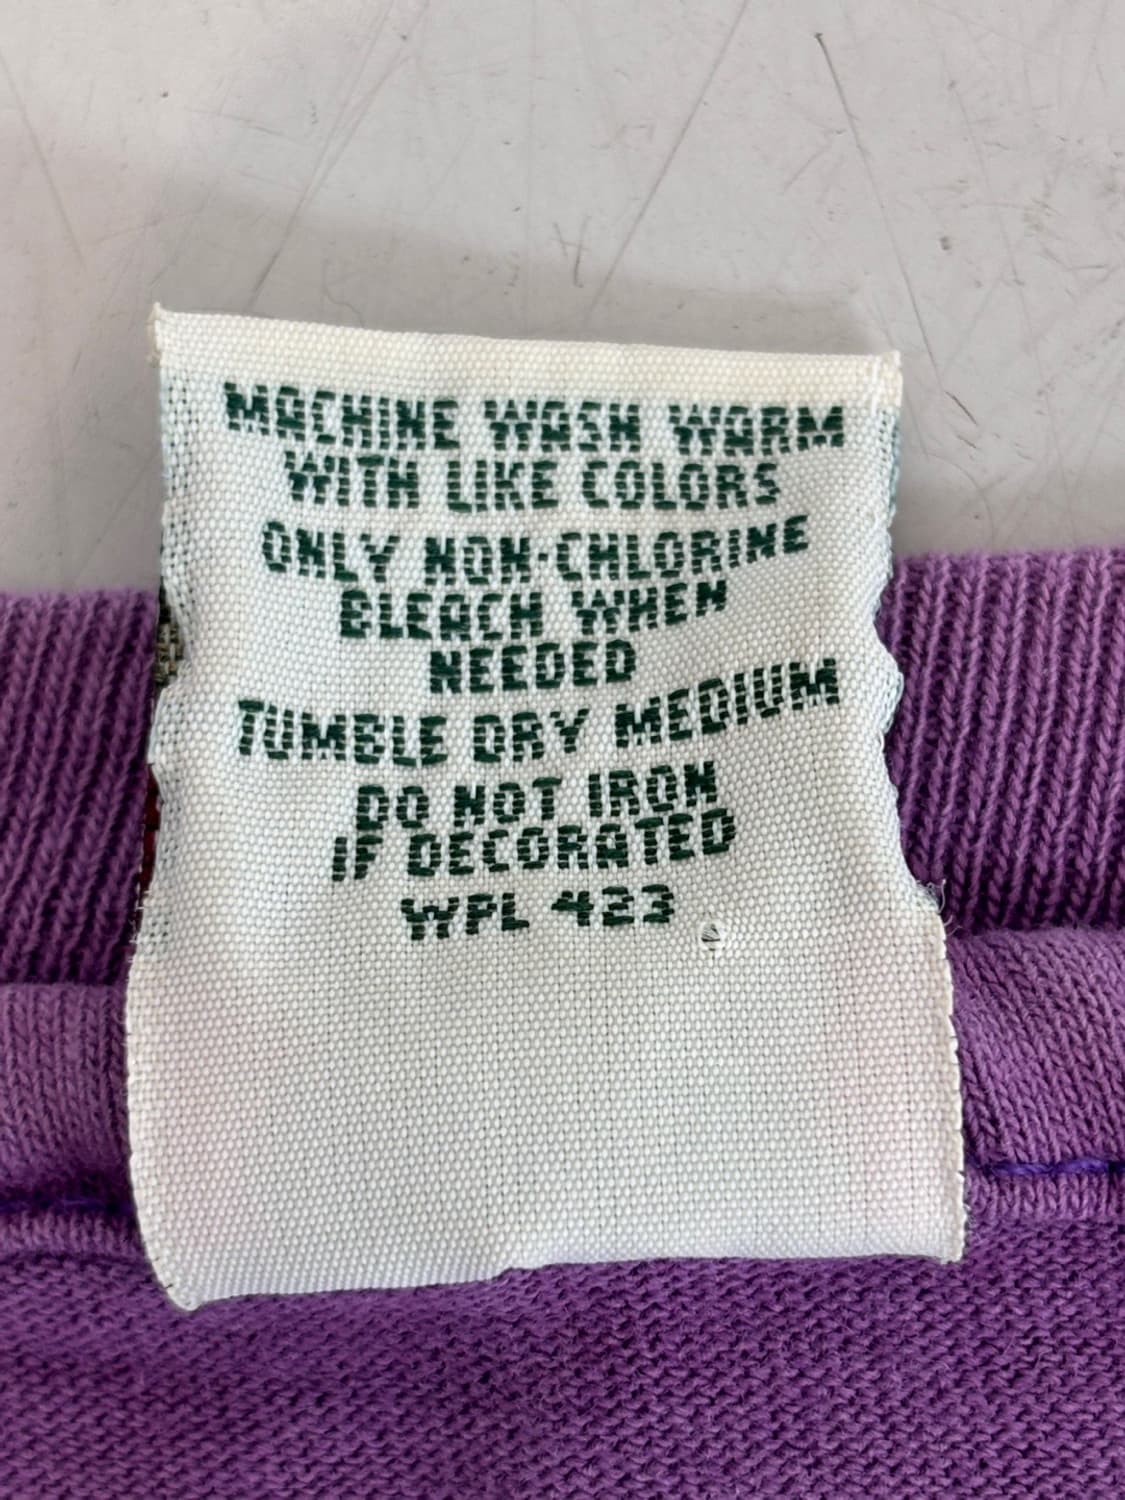 MACHINE WASH WARM
WITH LIKE COLORS
ONLY NON-CHLORINE
BLEACH WHEN
NEEDED
TUMBLE DRY MEDIUM
DO NOT IRON
IF DECORATED
WPL 423